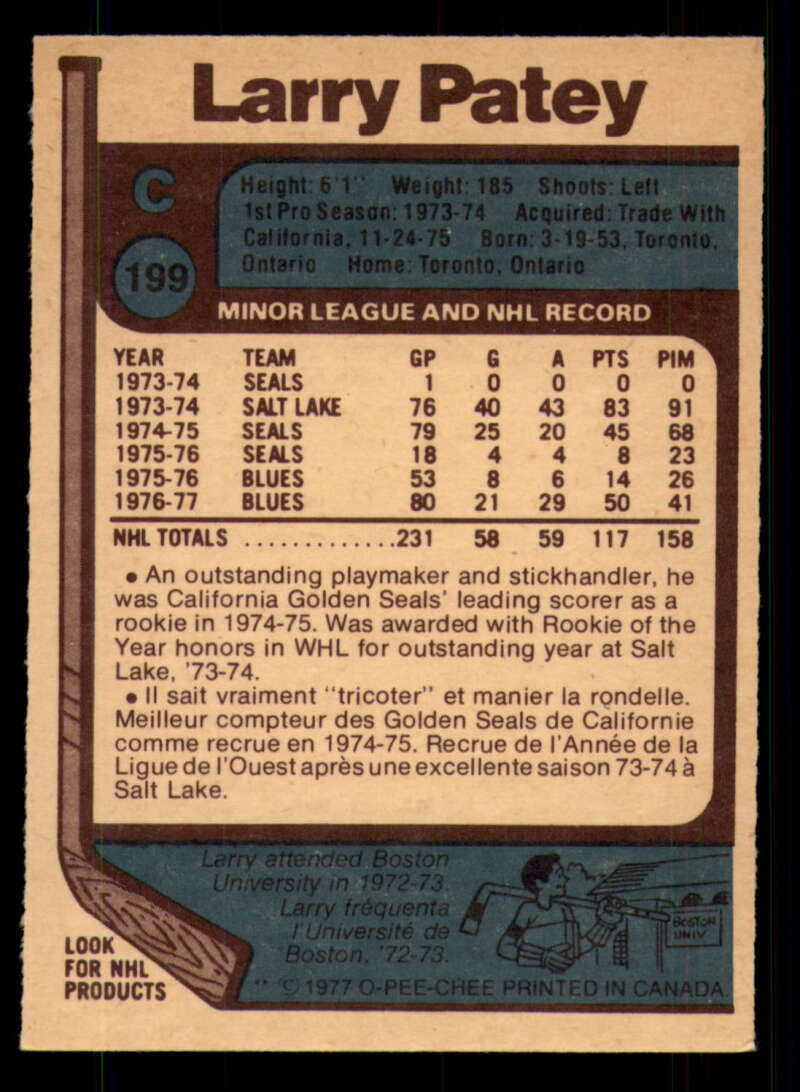 Larry Patey
C
199
Height: 6'1" Weight: 185 Shoots: Left
1st Pro Season: 1973-74 Acquired: Trade With
California, 11-24-75 Born: 3-19-53, Toronto,
Ontario Home: Toronto, Ontario
MINOR LEAGUE AND NHL RECORD
YEAR TEAM GP G A PTS PIM
1973-74 SEALS 1 0 0 0 0
1973-74 SALT LAKE 76 40 43 83 91
1974-75 SEALS 79 25 20 45 68
1975-76 SEALS 18 4 4 8 23
1975-76 BLUES 53 8 6 14 26
1976-77 BLUES 80 21 29 50 41
NHL TOTALS .............231 58 59 117 158
• An outstanding playmaker and stickhandler, he
was California Golden Seals' leading scorer as a
rookie in 1974-75. Was awarded with Rookie of the
Year honors in WHL for outstanding year at Salt
Lake, '73-74.
• Il sait vraiment "tricoter" et manier la rondelle.
Meilleur compteur des Golden Seals de Californie
comme recrue en 1974-75. Recrue de l'Année de la
Ligue de l'Ouest après une excellente saison 73-74 à
Salt Lake.
Larry attended Boston
University in 1972-73.
Larry fréquenta
l'Université de
Boston, '72-73.
BOSTON
UNIV
LOOK
FOR NHL
PRODUCTS
** © 1977 O-PEE-CHEE PRINTED IN CANADA